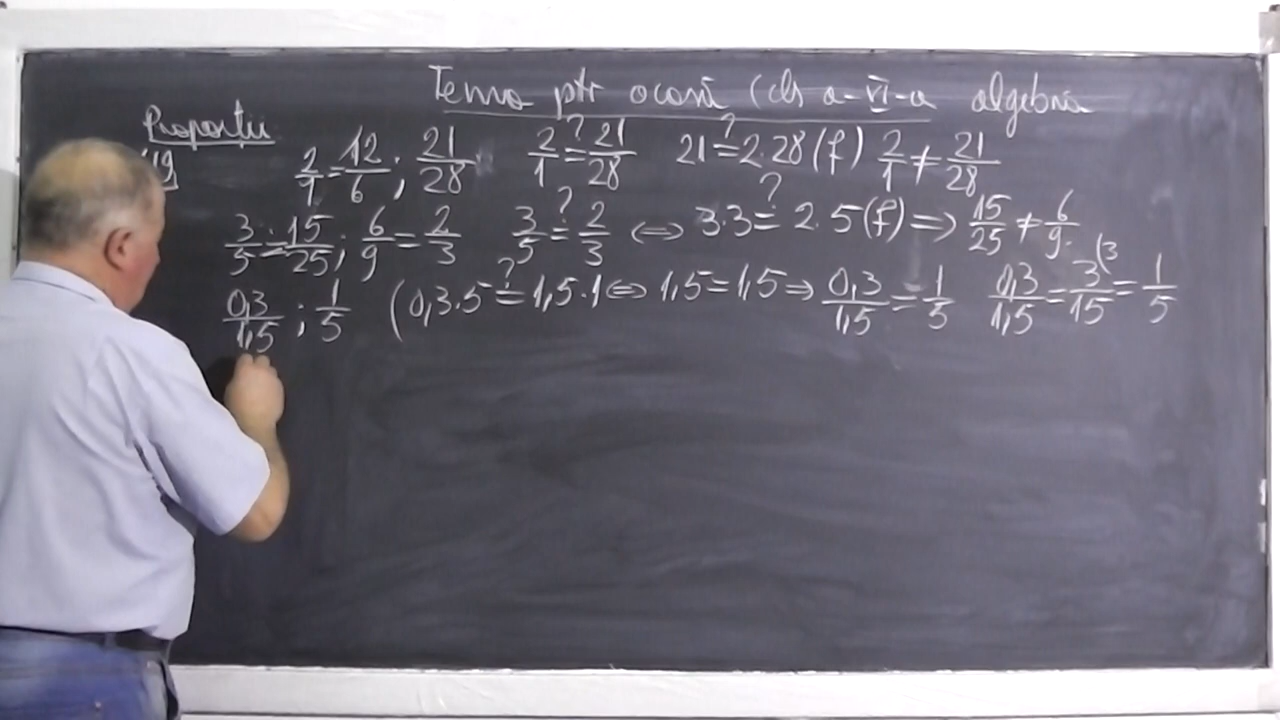 Tema ptr acasă (cls a-VI-a algebră
Proporții
19
2/1 = 12/6 ; 21/28 2/1 ?= 21/28 21 ?= 2·28 (f) 2/1 ≠ 21/28
3/5 = 15/25 ; 6/9 = 2/3 3/5 ?= 2/3 ⇔ 3·3 ?= 2·5 (f) ⇒ 15/25 ≠ 6/9
0,3/1,5 ; 1/5 (0,3·5 ?= 1,5·1 ⇔ 1,5 = 1,5 ⇒ 0,3/1,5 = 1/5 0,3/1,5 = 3/15 (3 = 1/5